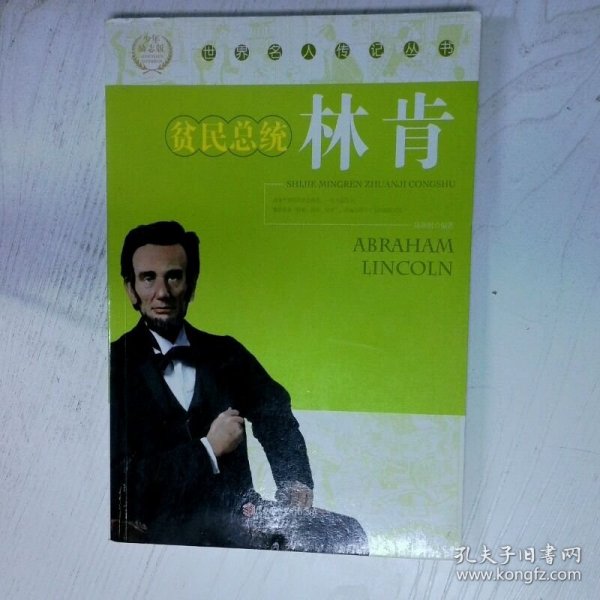 少年
励志版
世界名人传记丛书
贫民总统 林肯
SHIJIE MINGREN ZHUANJI CONGSHU
ABRAHAM
LINCOLN
孔夫子旧书网
www.kongfz.com